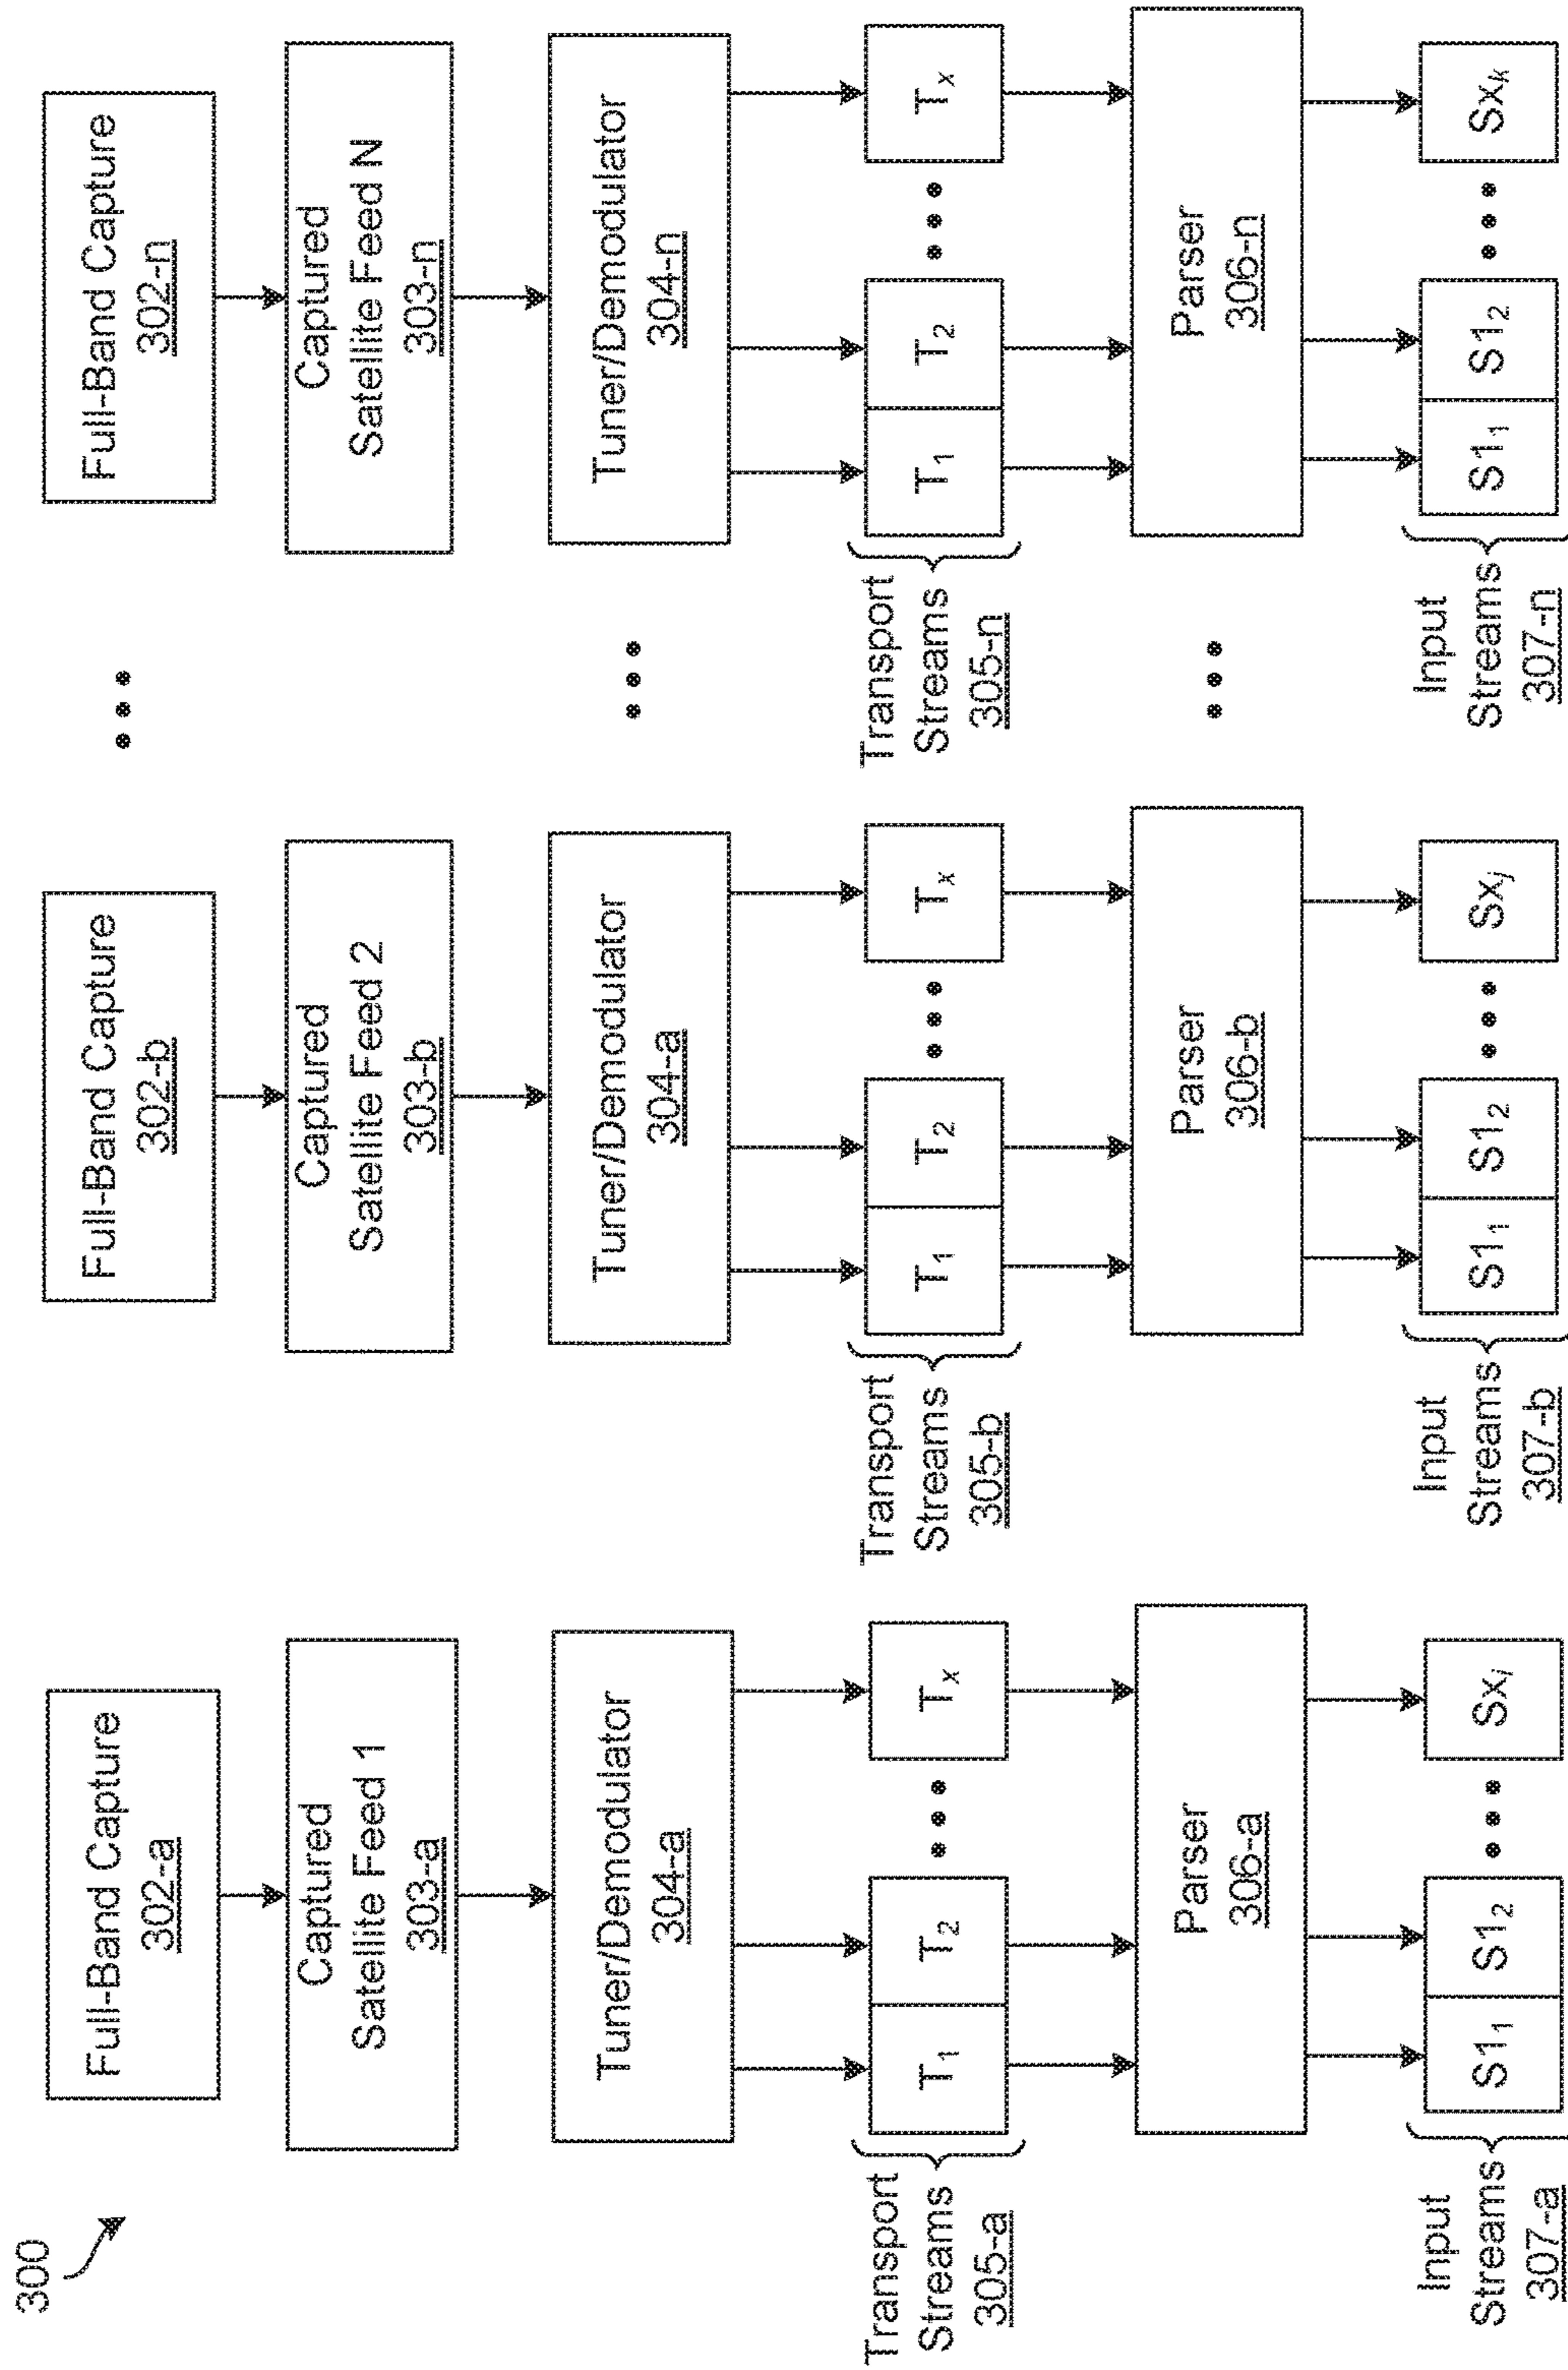 300
Full-Band Capture
302-a
Captured
Satellite Feed 1
303-a
Tuner/Demodulator
304-a
Transport
Streams
305-a
T1
T2
Tx
Parser
306-a
Input
Streams
307-a
S11
S12
Sxi
Full-Band Capture
302-b
Captured
Satellite Feed 2
303-b
Tuner/Demodulator
304-a
Transport
Streams
305-b
T1
T2
Tx
Parser
306-b
Input
Streams
307-b
S11
S12
Sxj
Full-Band Capture
302-n
Captured
Satellite Feed N
303-n
Tuner/Demodulator
304-n
Transport
Streams
305-n
T1
T2
Tx
Parser
306-n
Input
Streams
307-n
S11
S12
Sxk